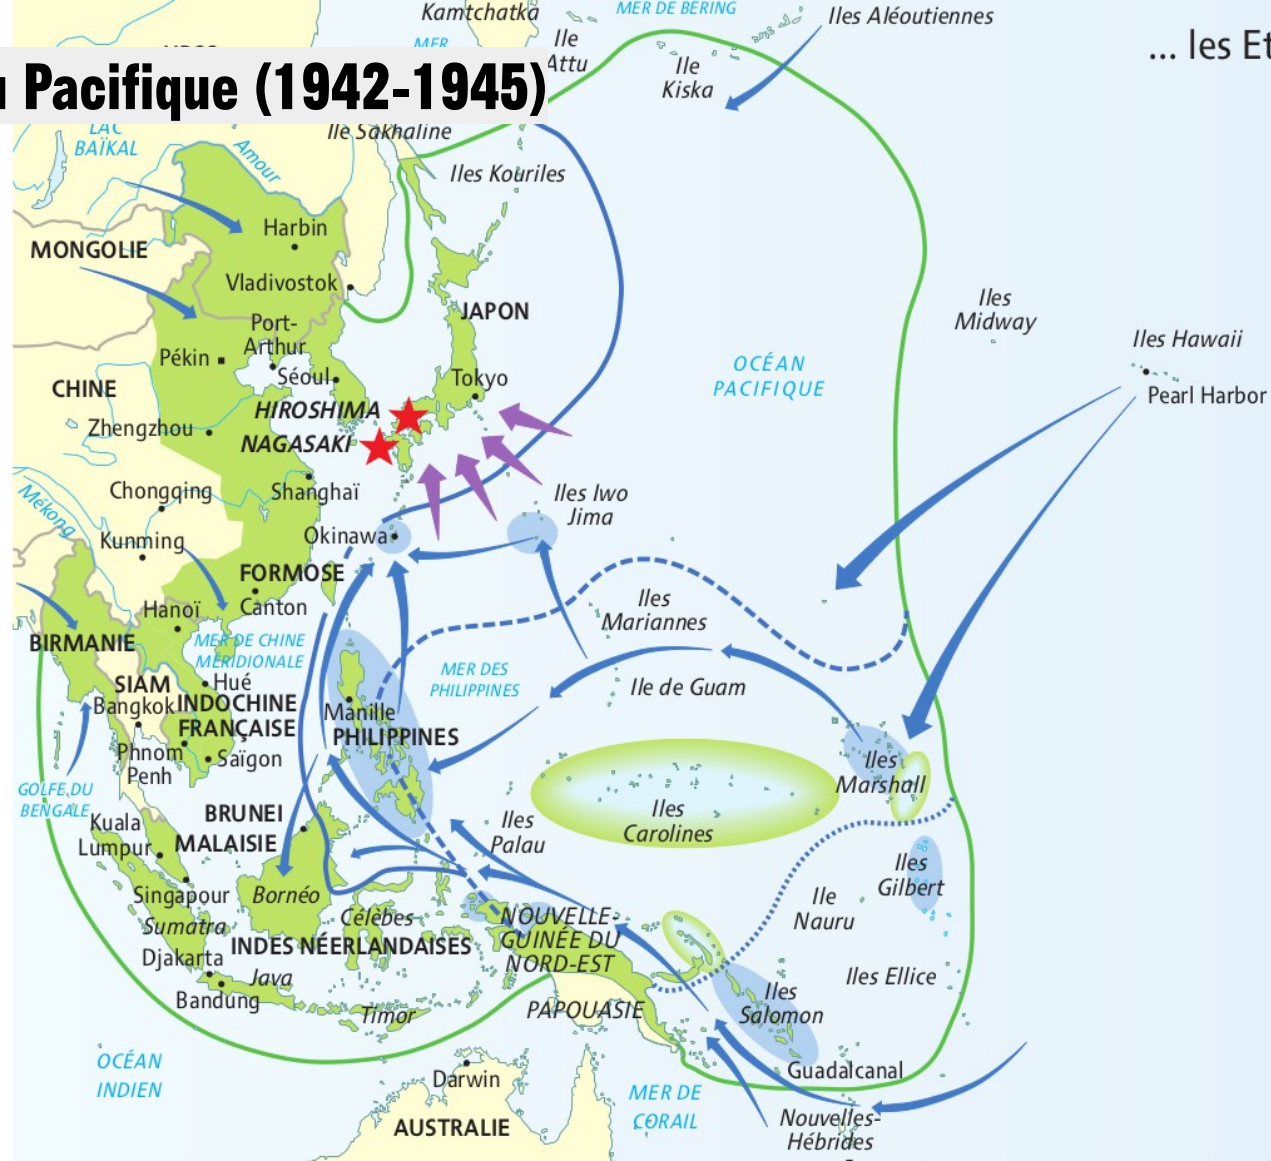 Kamtchatka
MER DE BERING
Iles Aléoutiennes
... les Et
MER
Ile
Attu
Ile
Kiska
u Pacifique (1942-1945)
LAC
BAÏKAL
Amour
Ile Sakhaline
Iles Kouriles
MONGOLIE
Harbin
Vladivostok
JAPON
Iles
Midway
Iles Hawaii
Pearl Harbor
Port-
Arthur
Pékin
Séoul
Tokyo
OCÉAN
PACIFIQUE
CHINE
HIROSHIMA
Zhengzhou
NAGASAKI
Mékong
Chongqing
Shanghaï
Iles Iwo
Jima
Kunming
Okinawa
FORMOSE
Canton
Hanoï
Iles
Mariannes
BIRMANIE
MER DE CHINE
MÉRIDIONALE
MER DES
PHILIPPINES
SIAM
Hué
Bangkok
INDOCHINE
FRANÇAISE
Ile de Guam
Manille
PHILIPPINES
Phnom
Penh
Saïgon
Iles
Marshall
GOLFE DU
BENGALE
Iles
Carolines
BRUNEI
Kuala
Lumpur
MALAISIE
Iles
Palau
Iles
Gilbert
Singapour
Bornéo
Ile
Nauru
Sumatra
Célèbes
NOUVELLE-
GUINÉE DU
NORD-EST
INDES NÉERLANDAISES
Djakarta
Java
Iles Ellice
Bandung
Timor
PAPOUASIE
Iles
Salomon
OCÉAN
INDIEN
Darwin
Guadalcanal
MER DE
CORAIL
AUSTRALIE
Nouvelles-
Hébrides